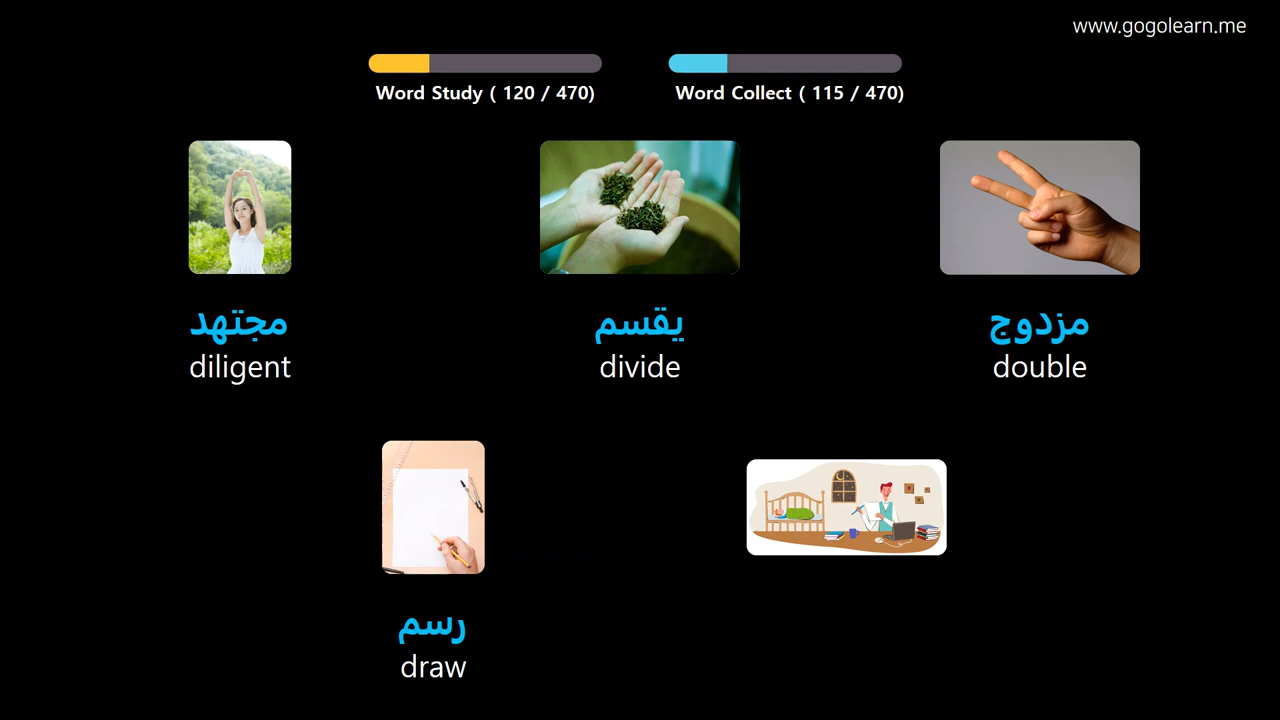 www.gogolearn.me
Word Study ( 120 / 470)
Word Collect ( 115 / 470)
مجتهد
diligent
يقسم
divide
مزدوج
double
رسم
draw